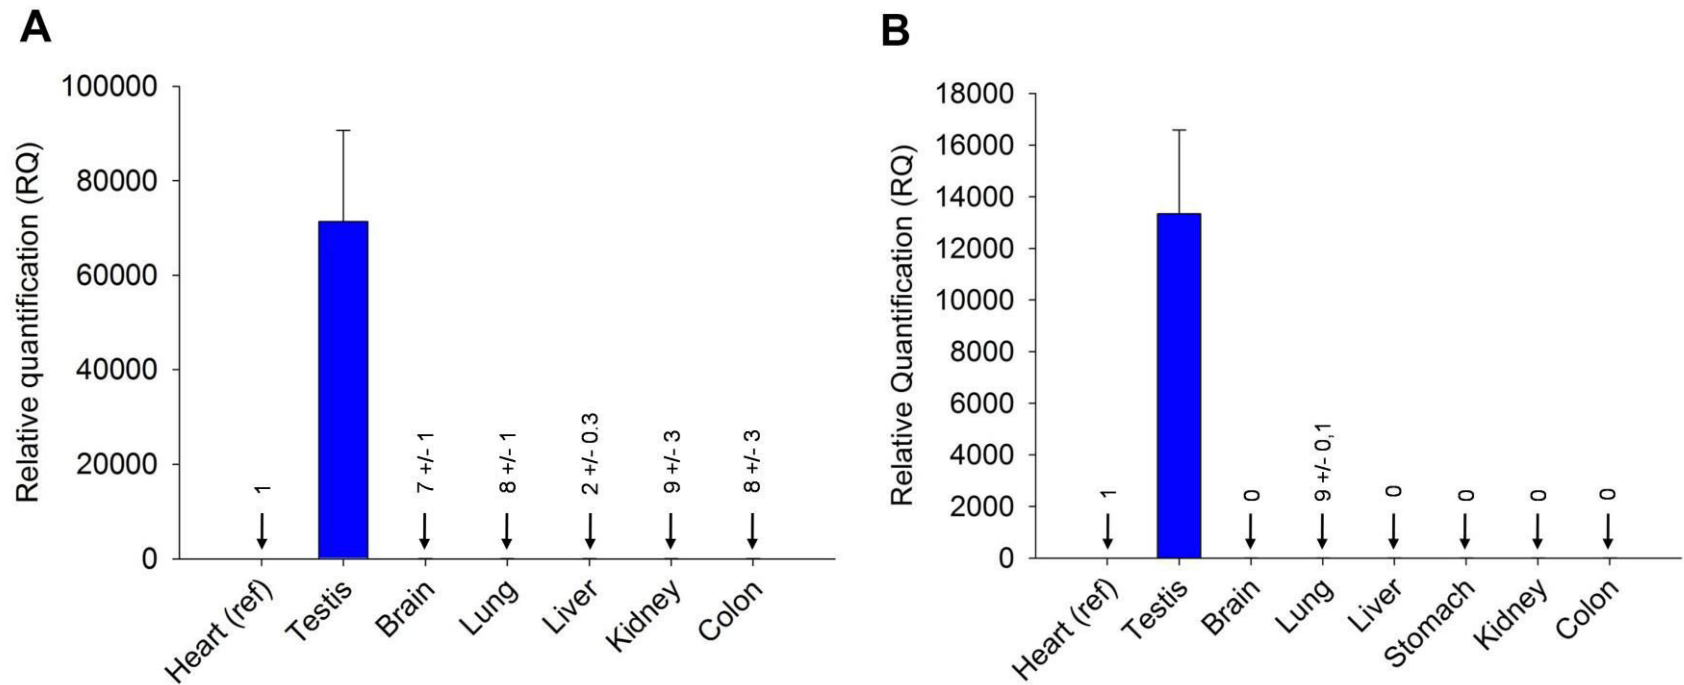 A
Relative quantification (RQ)
100000
80000
60000
40000
20000
0
1
7 +/- 1
8 +/- 1
2 +/- 0.3
9 +/- 3
8 +/- 3
Heart (ref)
Testis
Brain
Lung
Liver
Kidney
Colon
B
Relative Quantification (RQ)
18000
16000
14000
12000
10000
8000
6000
4000
2000
0
1
0
9 +/- 0,1
0
0
0
0
Heart (ref)
Testis
Brain
Lung
Liver
Stomach
Kidney
Colon